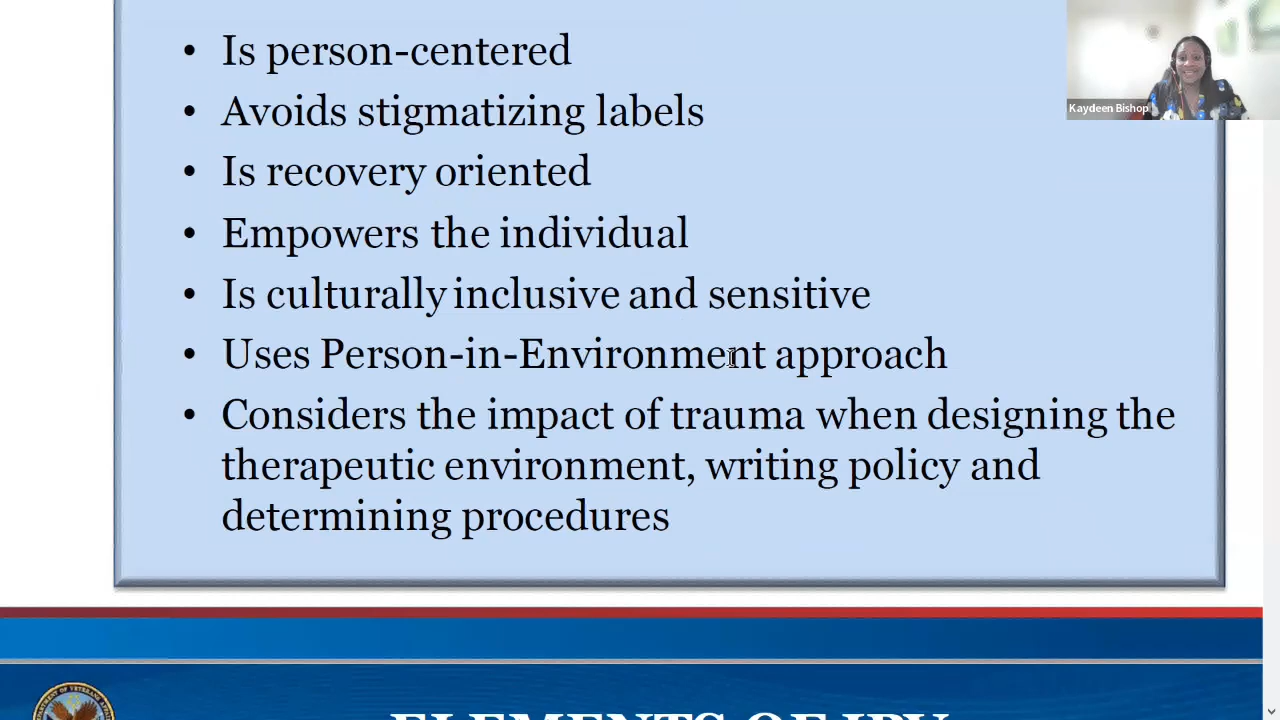 • Is person-centered
• Avoids stigmatizing labels
• Is recovery oriented
• Empowers the individual
• Is culturally inclusive and sensitive
• Uses Person-in-Environment approach
• Considers the impact of trauma when designing the
therapeutic environment, writing policy and
determining procedures
Kaydeen Bishop
ELEMENTS OF IPV